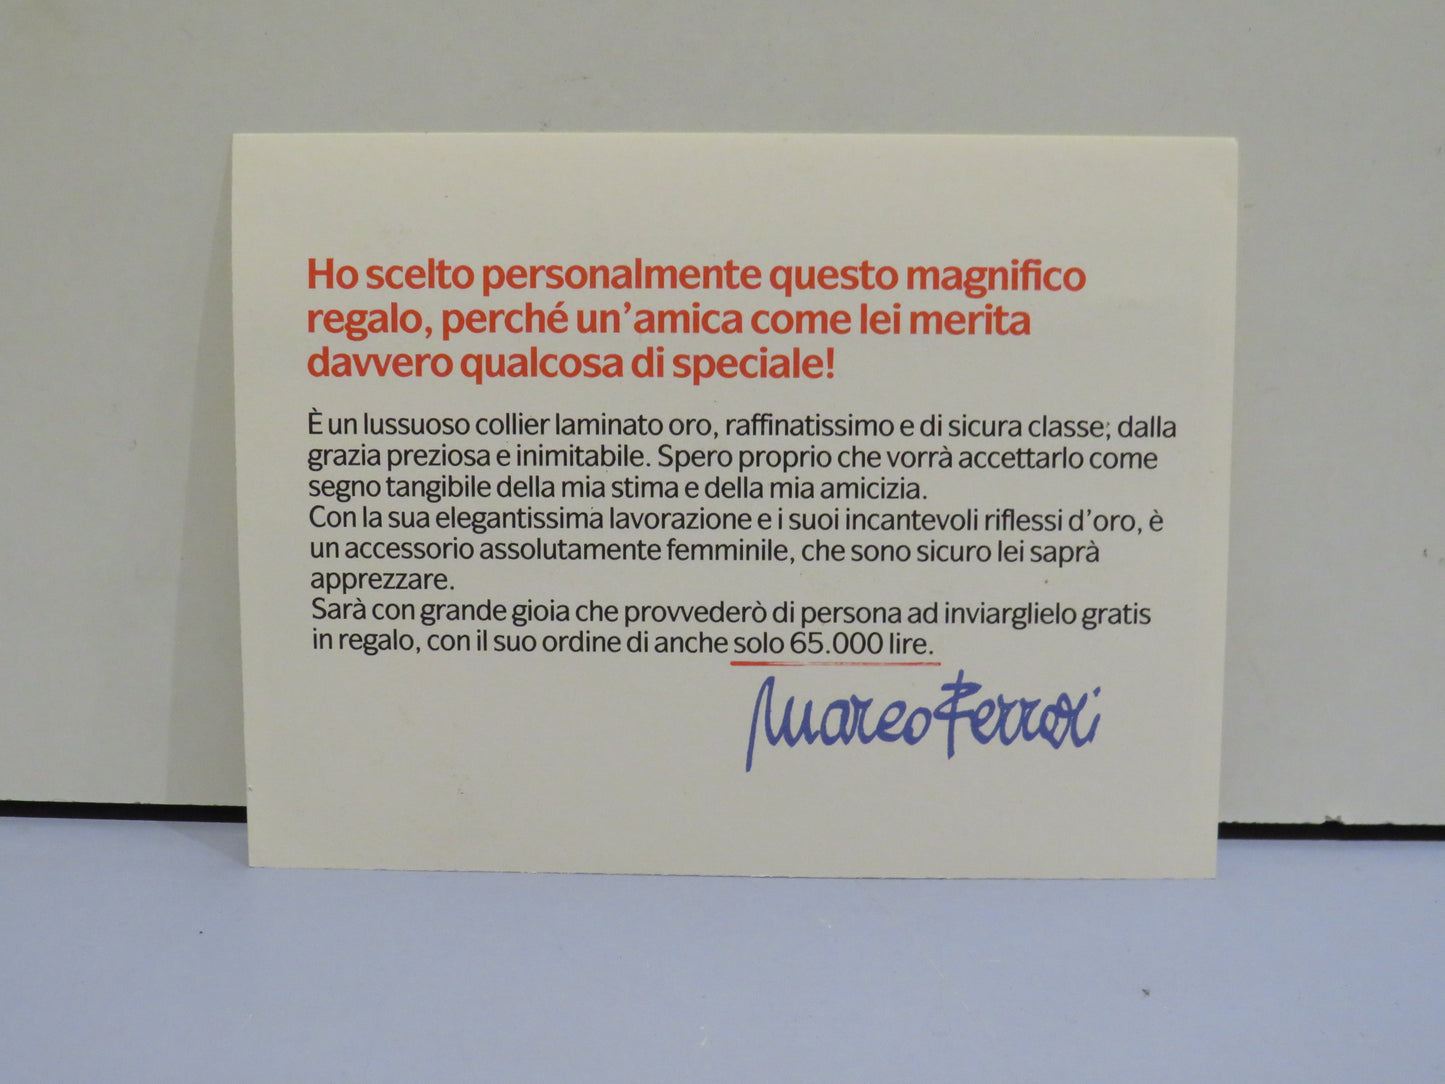 Ho scelto personalmente questo magnifico
regalo, perché un'amica come lei merita
davvero qualcosa di speciale!
È un lussuoso collier laminato oro, raffinatissimo e di sicura classe; dalla
grazia preziosa e inimitabile. Spero proprio che vorrà accettarlo come
segno tangibile della mia stima e della mia amicizia.
Con la sua elegantissima lavorazione e i suoi incantevoli riflessi d'oro, è
un accessorio assolutamente femminile, che sono sicuro lei saprà
apprezzare.
Sarà con grande gioia che provvederò di persona ad inviarglielo gratis
in regalo, con il suo ordine di anche solo 65.000 lire.
Marco Ferrari